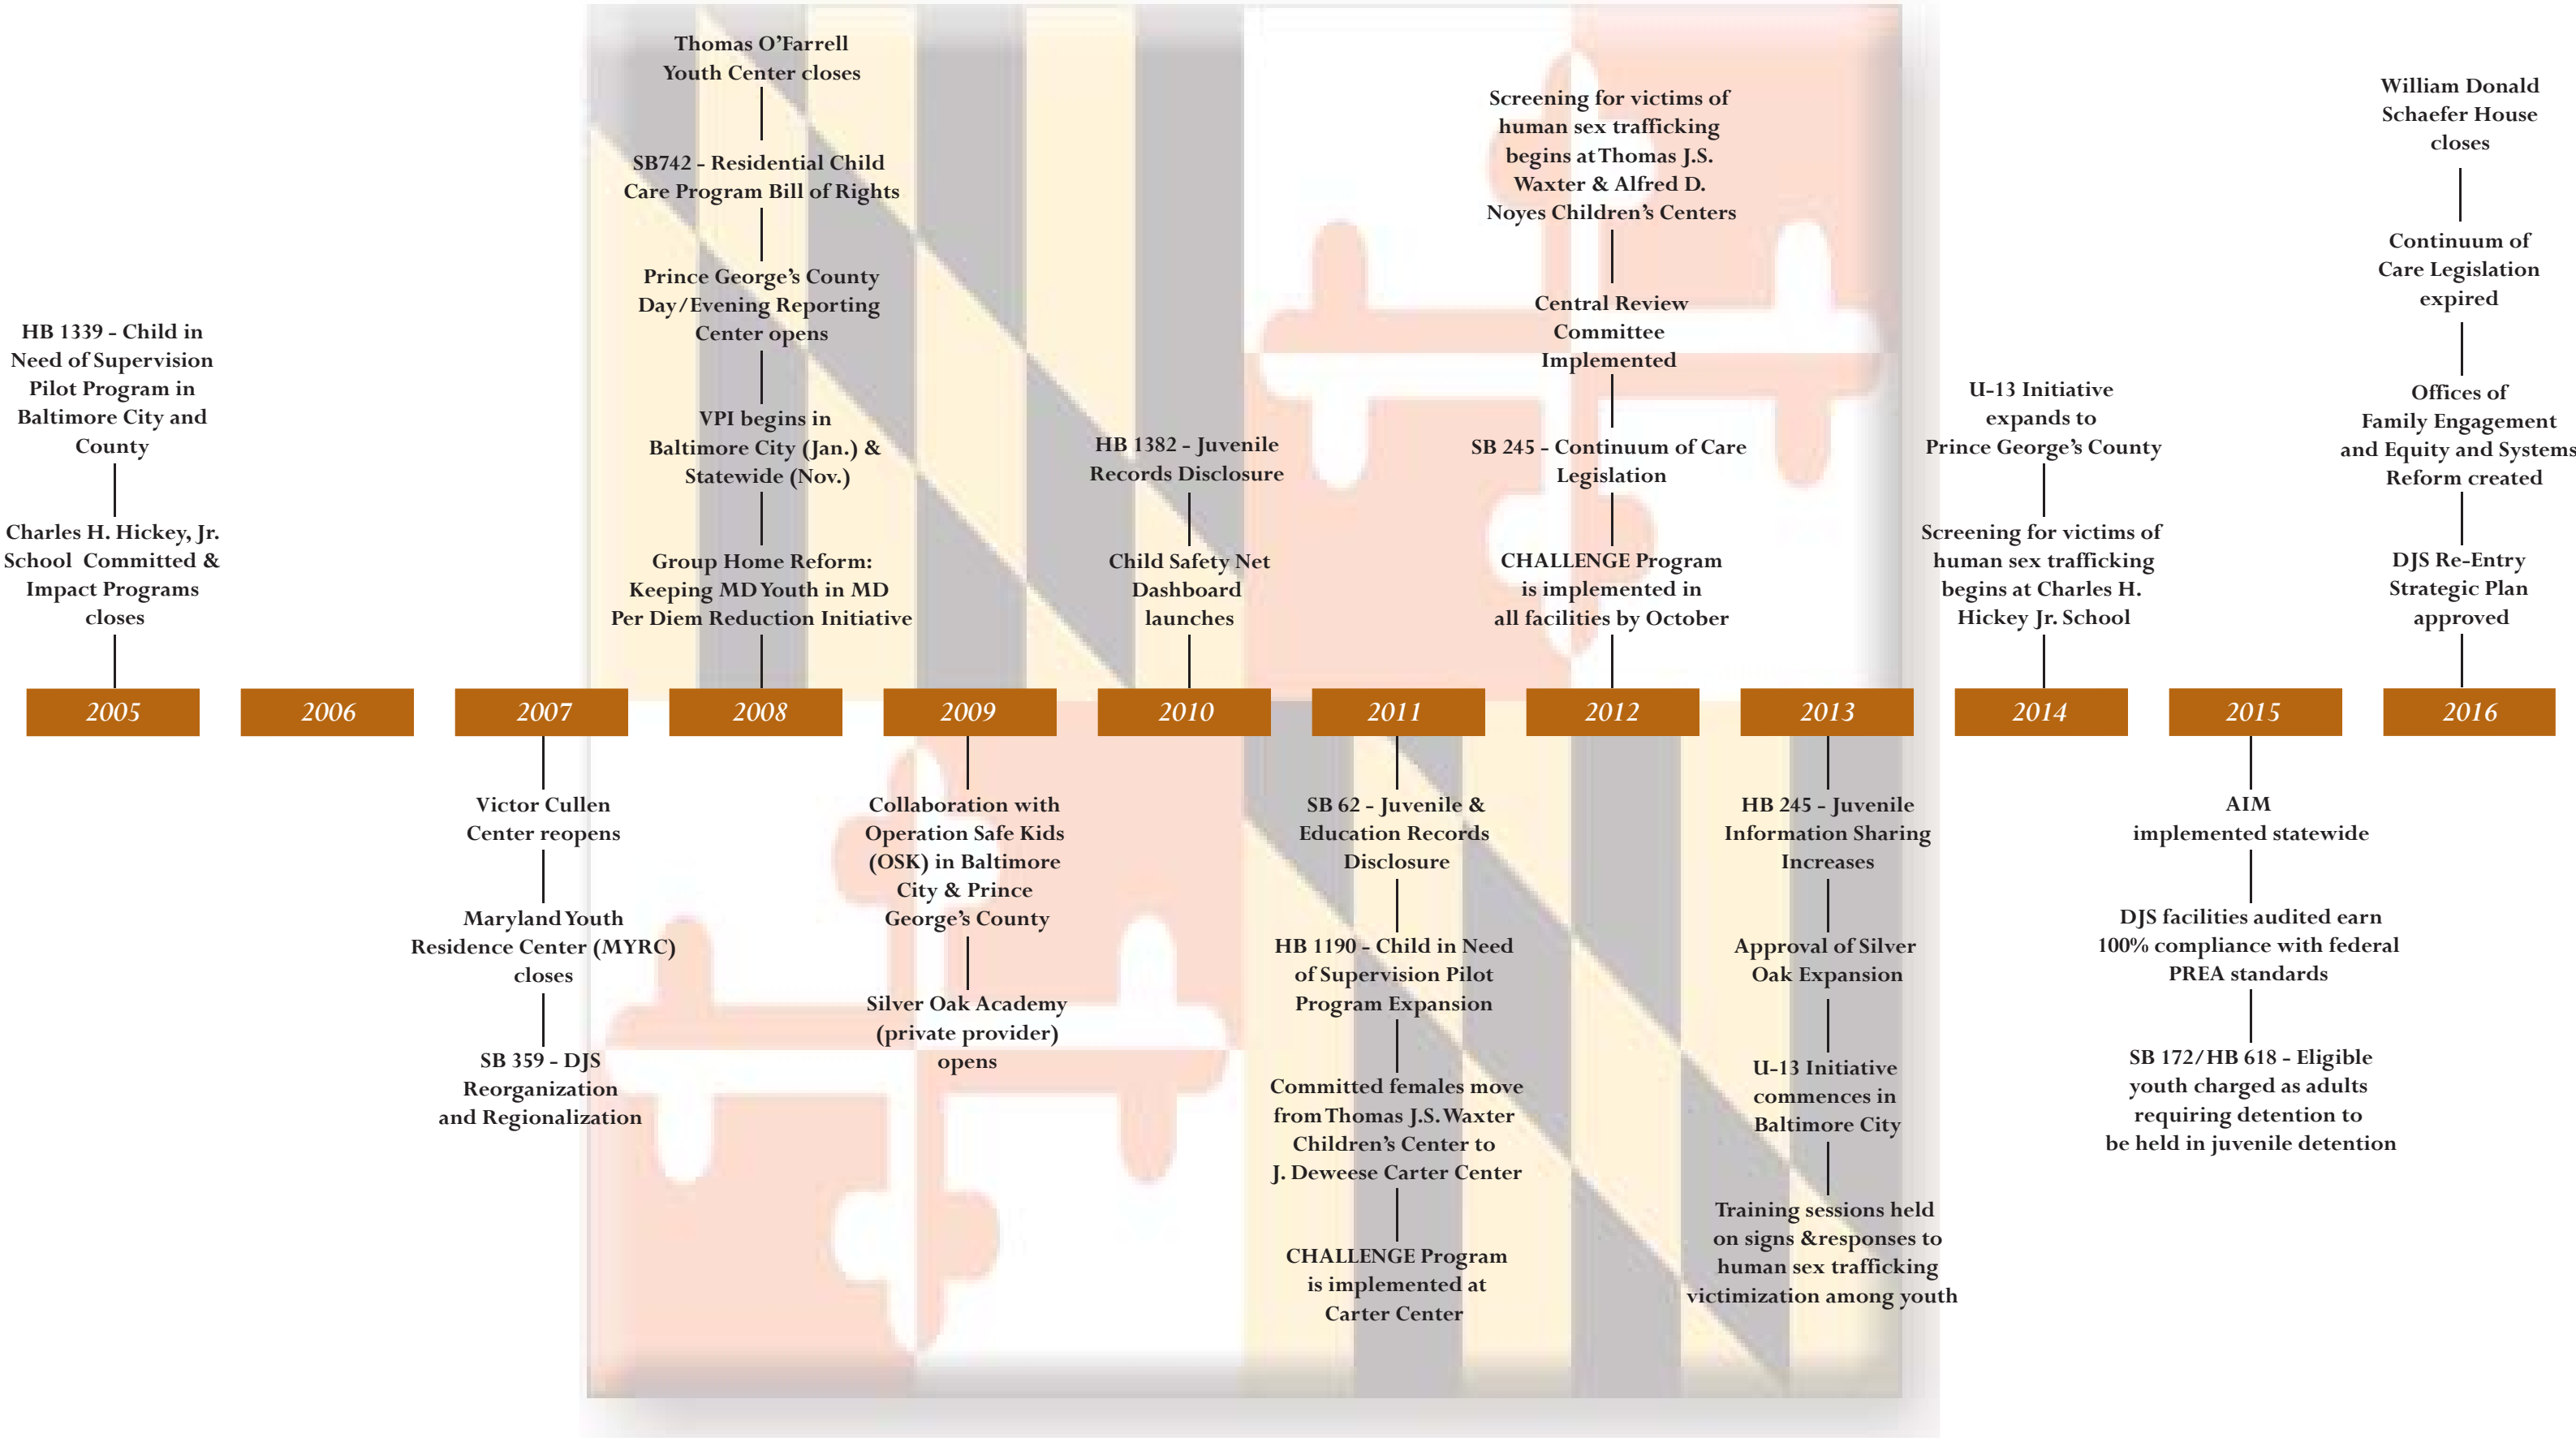 Thomas O’Farrell
Youth Center closes
SB742 - Residential Child
Care Program Bill of Rights
Prince George’s County
Day/Evening Reporting
Center opens
VPI begins in
Baltimore City (Jan.) &
Statewide (Nov.)
Group Home Reform:
Keeping MD Youth in MD
Per Diem Reduction Initiative
Screening for victims of
human sex trafficking
begins at Thomas J.S.
Waxter & Alfred D.
Noyes Children’s Centers
Central Review
Committee
Implemented
SB 245 - Continuum of Care
Legislation
CHALLENGE Program
is implemented in
all facilities by October
William Donald
Schaefer House
closes
Continuum of
Care Legislation
expired
Offices of
Family Engagement
and Equity and Systems
Reform created
DJS Re-Entry
Strategic Plan
approved
HB 1339 - Child in
Need of Supervision
Pilot Program in
Baltimore City and
County
Charles H. Hickey, Jr.
School Committed &
Impact Programs
closes
HB 1382 - Juvenile
Records Disclosure
Child Safety Net
Dashboard
launches
U-13 Initiative
expands to
Prince George’s County
Screening for victims of
human sex trafficking
begins at Charles H.
Hickey Jr. School
2005
2006
2007
2008
2009
2010
2011
2012
2013
2014
2015
2016
Victor Cullen
Center reopens
Maryland Youth
Residence Center (MYRC)
closes
SB 359 - DJS
Reorganization
and Regionalization
Collaboration with
Operation Safe Kids
(OSK) in Baltimore
City & Prince
George’s County
Silver Oak Academy
(private provider)
opens
SB 62 - Juvenile &
Education Records
Disclosure
HB 1190 - Child in Need
of Supervision Pilot
Program Expansion
Committed females move
from Thomas J.S. Waxter
Children’s Center to
J. Deweese Carter Center
CHALLENGE Program
is implemented at
Carter Center
HB 245 - Juvenile
Information Sharing
Increases
Approval of Silver
Oak Expansion
U-13 Initiative
commences in
Baltimore City
Training sessions held
on signs &responses to
human sex trafficking
victimization among youth
AIM
implemented statewide
DJS facilities audited earn
100% compliance with federal
PREA standards
SB 172/HB 618 - Eligible
youth charged as adults
requiring detention to
be held in juvenile detention